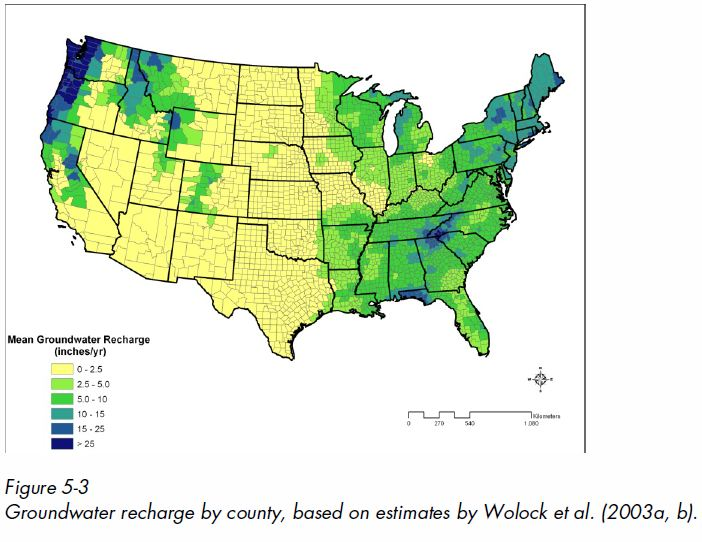 Mean Groundwater Recharge
(inches/yr)
0 - 2.5
2.5 - 5.0
5.0 - 10
10 - 15
15 - 25
> 25
Kilometers
0 270 540 1,080
Figure 5-3
Groundwater recharge by county, based on estimates by Wolock et al. (2003a, b).